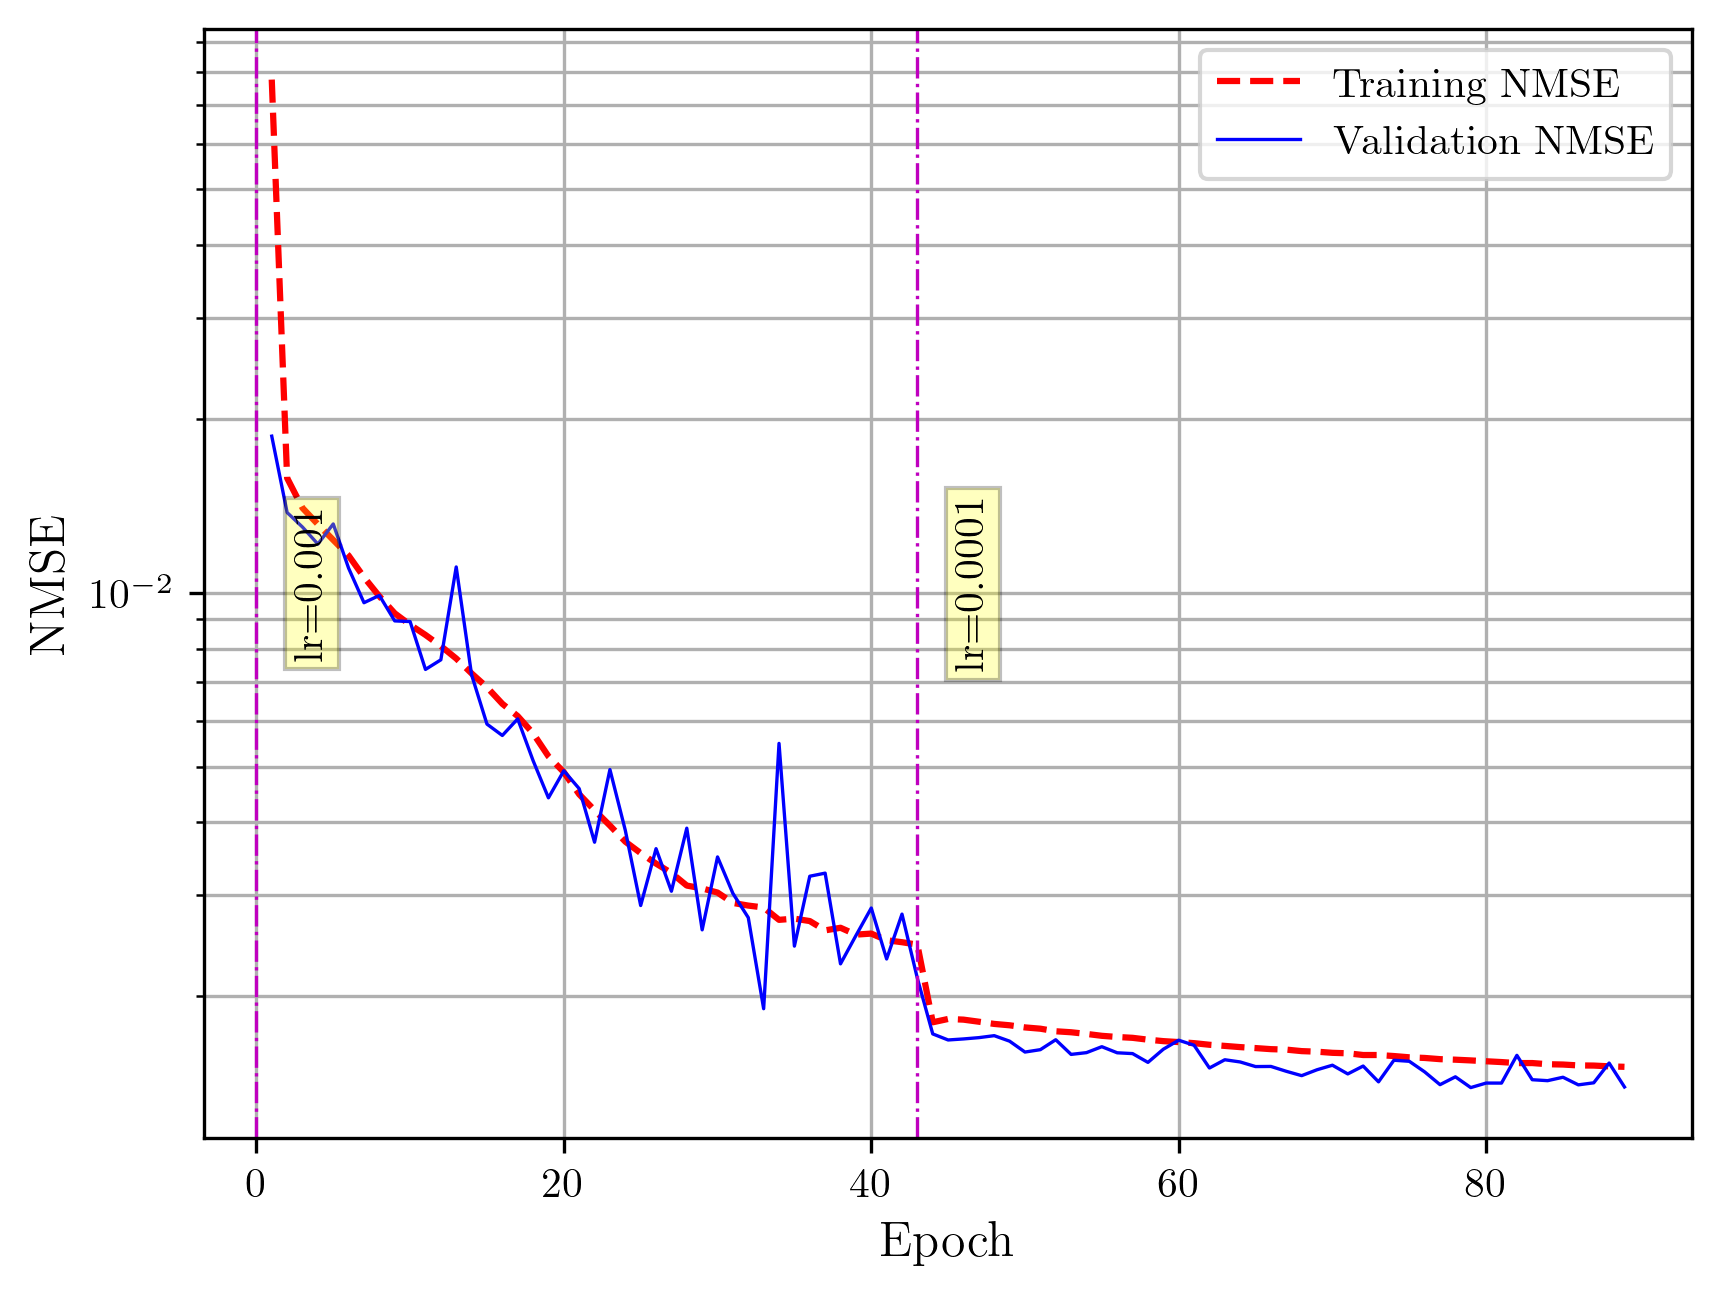 Training NMSE
Validation NMSE
NMSE
10⁻²
lr=0.001
lr=0.0001
0 20 40 60 80
Epoch